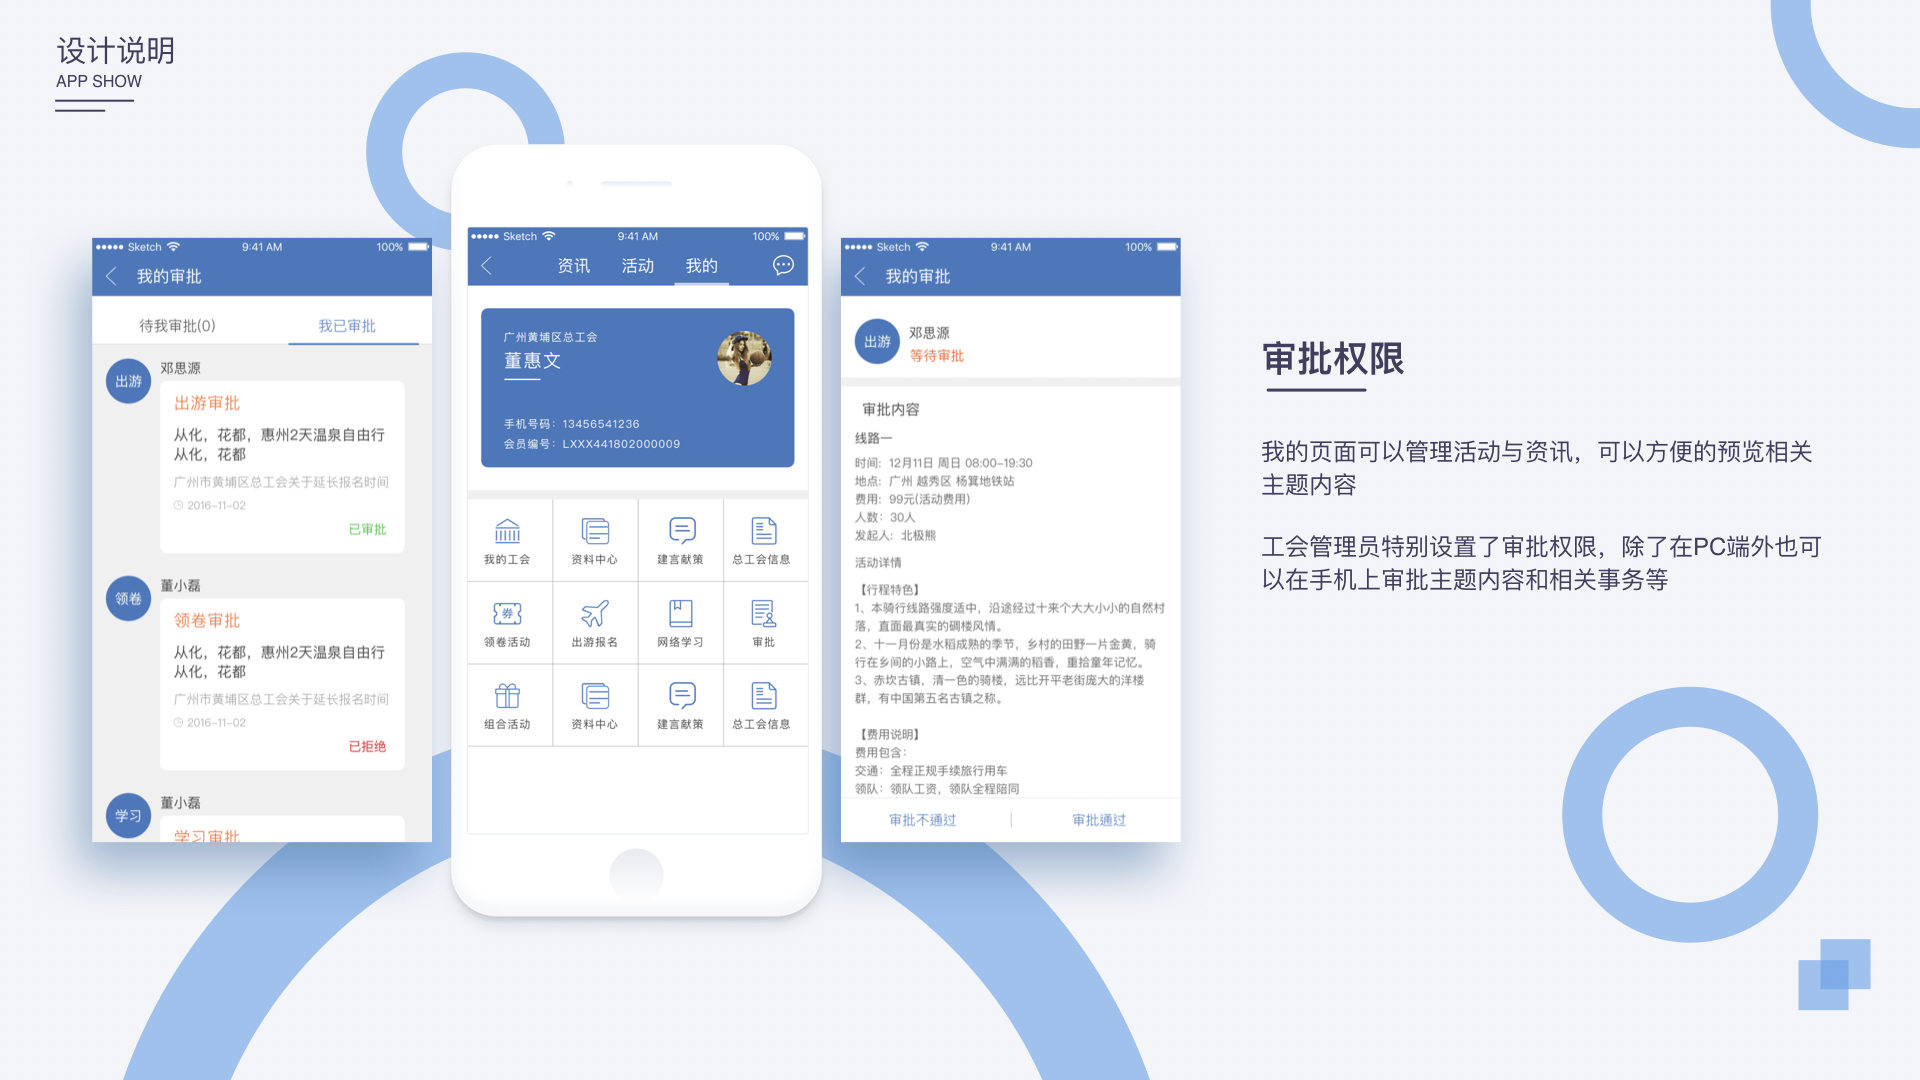 设计说明
APP SHOW
Sketch 9:41 AM 100%
我的审批
待我审批(0) 我已审批
出游
邓思源
出游审批
从化，花都，惠州2天温泉自由行
从化，花都
广州市黄埔区总工会关于延长报名时间
2016-11-02
已审批
领卷
董小磊
领卷审批
从化，花都，惠州2天温泉自由行
从化，花都
广州市黄埔区总工会关于延长报名时间
2016-11-02
已拒绝
学习
董小磊
学习审批
Sketch 9:41 AM 100%
资讯 活动 我的
广州黄埔区总工会
董惠文
手机号码：13456541236
会员编号：LXXX441802000009
我的工会 资料中心 建言献策 总工会信息
券
领卷活动 出游报名 网络学习 审批
组合活动 资料中心 建言献策 总工会信息
Sketch 9:41 AM 100%
我的审批
出游
邓思源
等待审批
审批内容
线路一
时间：12月11日 周日 08:00-19:30
地点：广州 越秀区 杨箕地铁站
费用：99元(活动费用)
人数：30人
发起人：北极熊
活动详情
【行程特色】
1、本骑行线路强度适中，沿途经过十来个大大小小的自然村
落，直面最真实的碉楼风情。
2、十一月份是水稻成熟的季节，乡村的田野一片金黄，骑
行在乡间的小路上，空气中满满的稻香，重拾童年记忆。
3、赤坎古镇，清一色的骑楼，远比开平老街庞大的洋楼
群，有中国第五名古镇之称。
【费用说明】
费用包含：
交通：全程正规手续旅行用车
领队：领队工资，领队全程陪同
审批不通过 审批通过
审批权限
我的页面可以管理活动与资讯，可以方便的预览相关
主题内容
工会管理员特别设置了审批权限，除了在PC端外也可
以在手机上审批主题内容和相关事务等